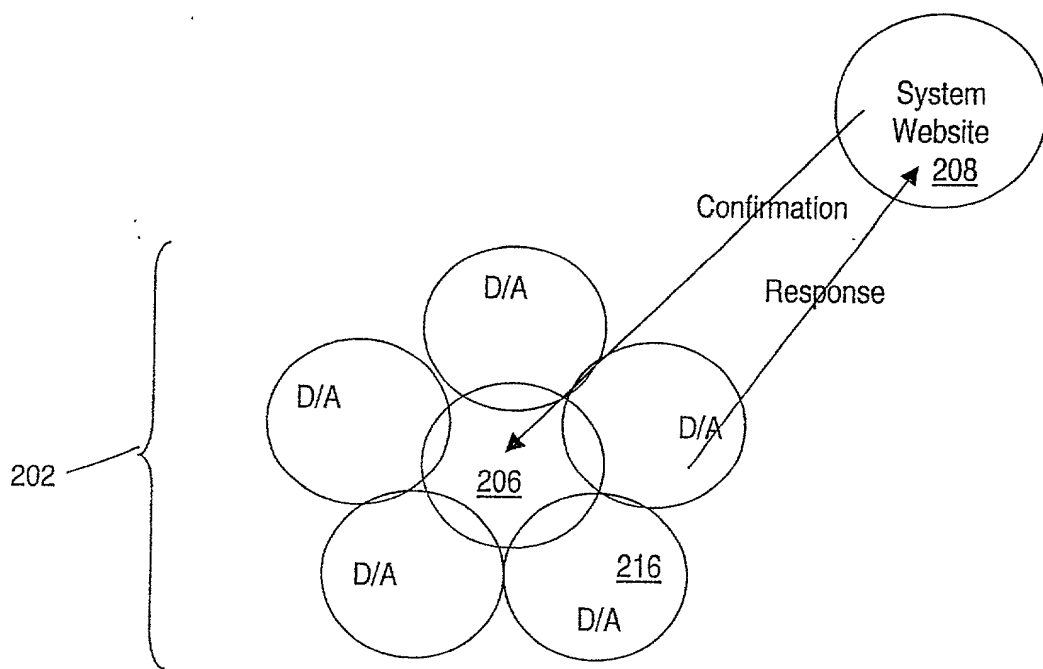 System
Website
208
Confirmation
Response
D/A
D/A
D/A
202
206
D/A
216
D/A